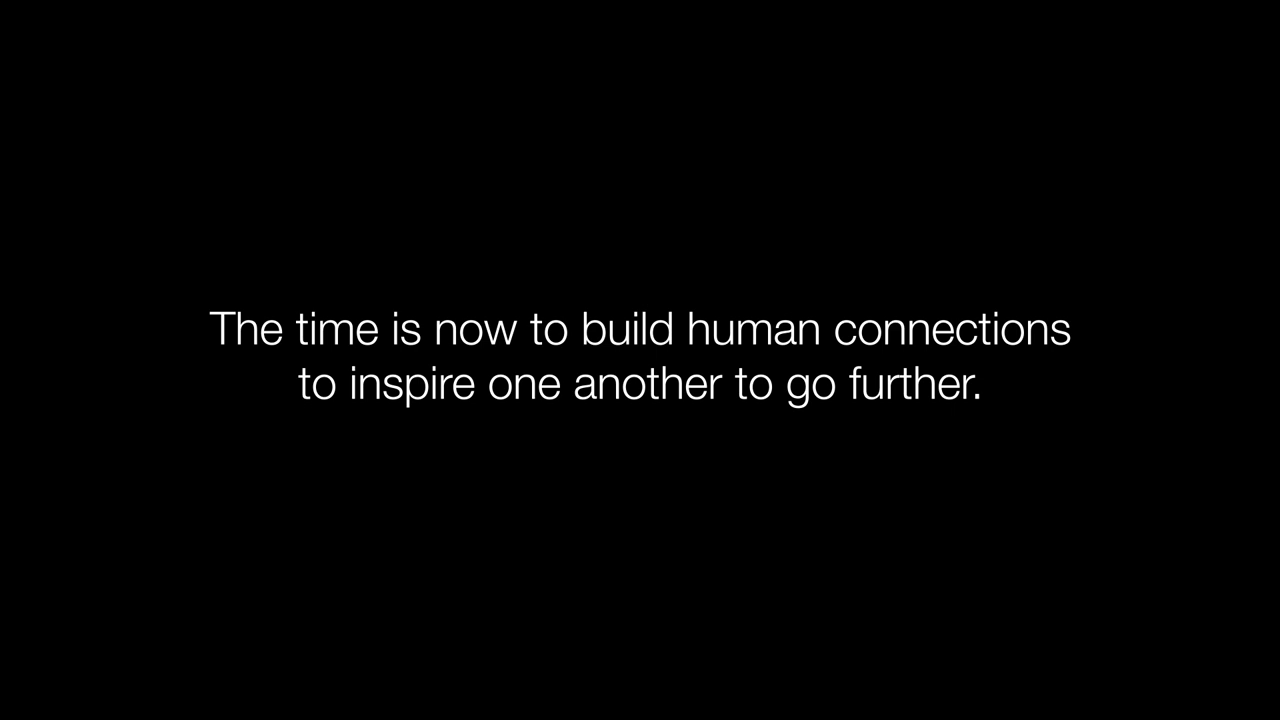 The time is now to build human connections
to inspire one another to go further.